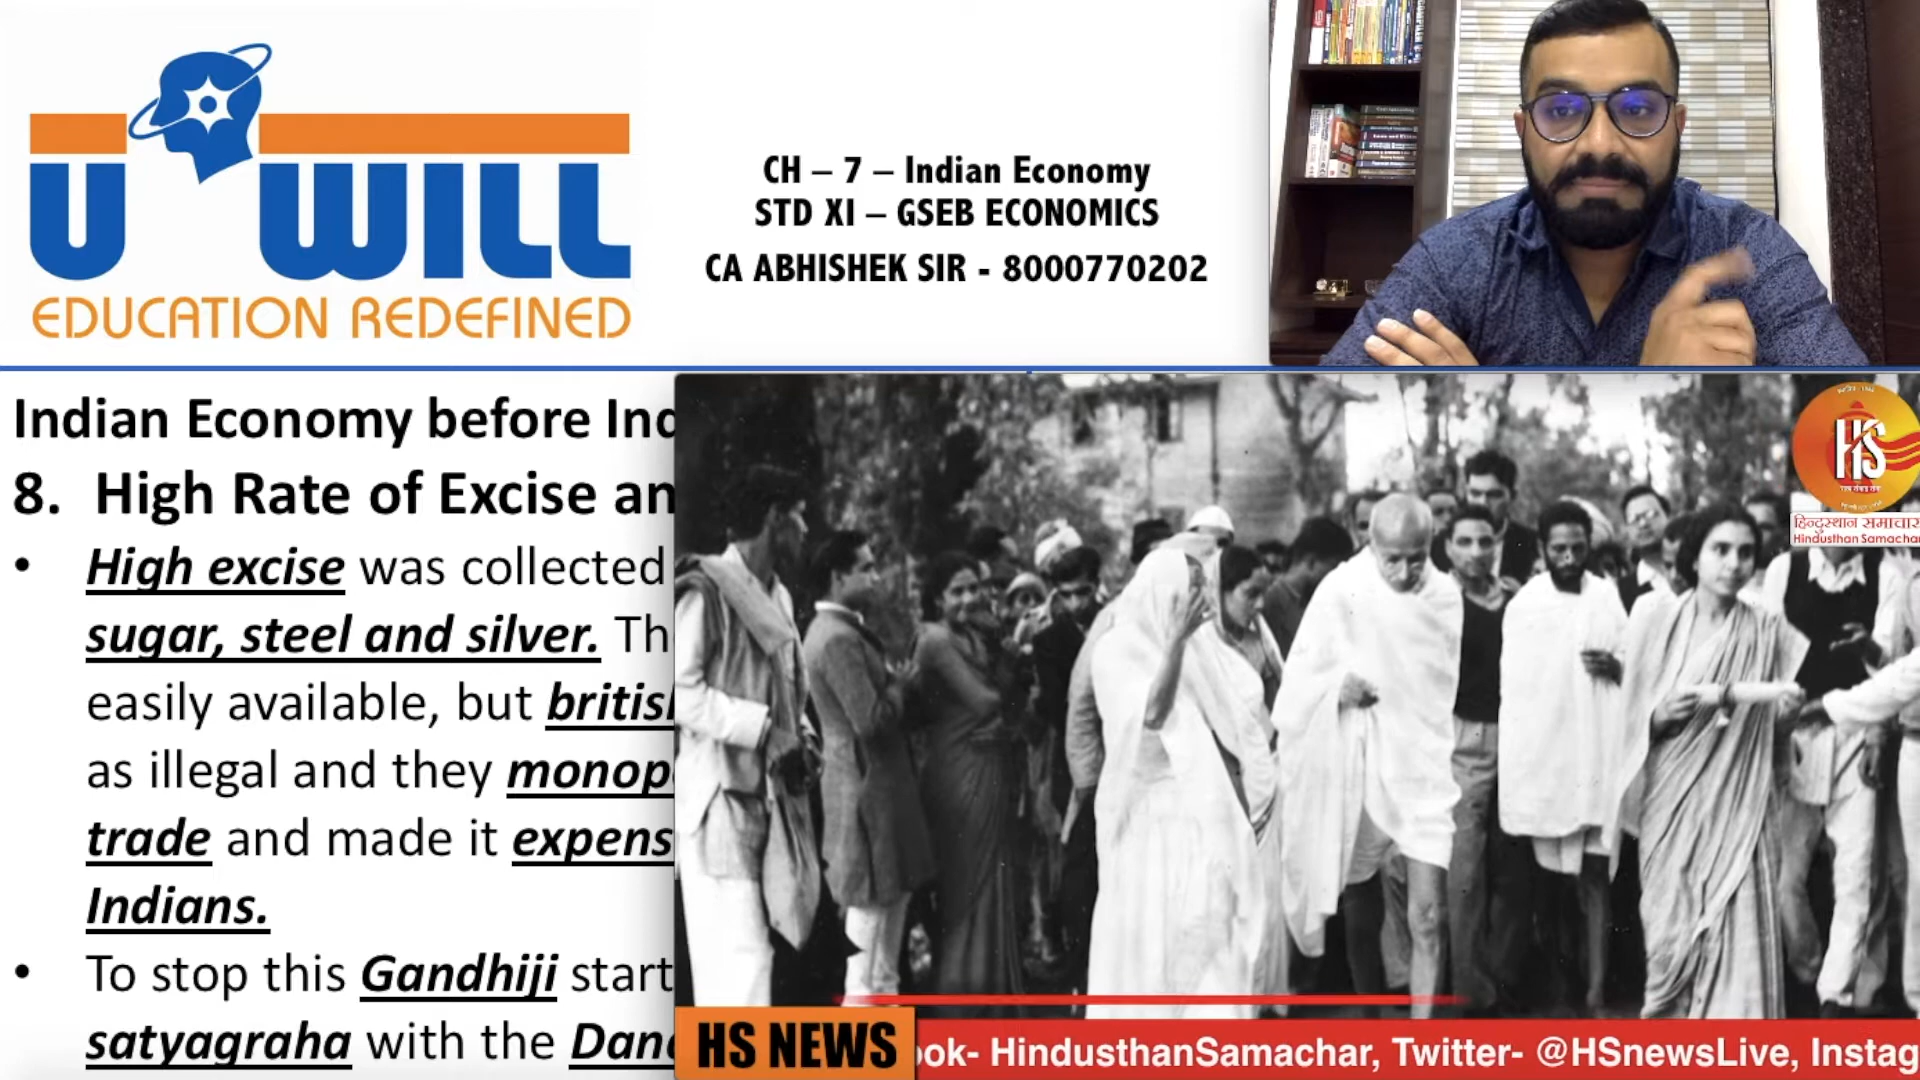 U WILL
EDUCATION REDEFINED
CH – 7 – Indian Economy
STD XI – GSEB ECONOMICS
CA ABHISHEK SIR - 8000770202
Indian Economy before Ind
8. High Rate of Excise an
• High excise was collected
sugar, steel and silver. Th
easily available, but british
as illegal and they monop
trade and made it expens
Indians.
• To stop this Gandhiji start
satyagraha with the Dand
HS
हिन्दुस्थान समाचार
Hindusthan Samachar
HS NEWS
ook- HindusthanSamachar, Twitter- @HSnewsLive, Instag